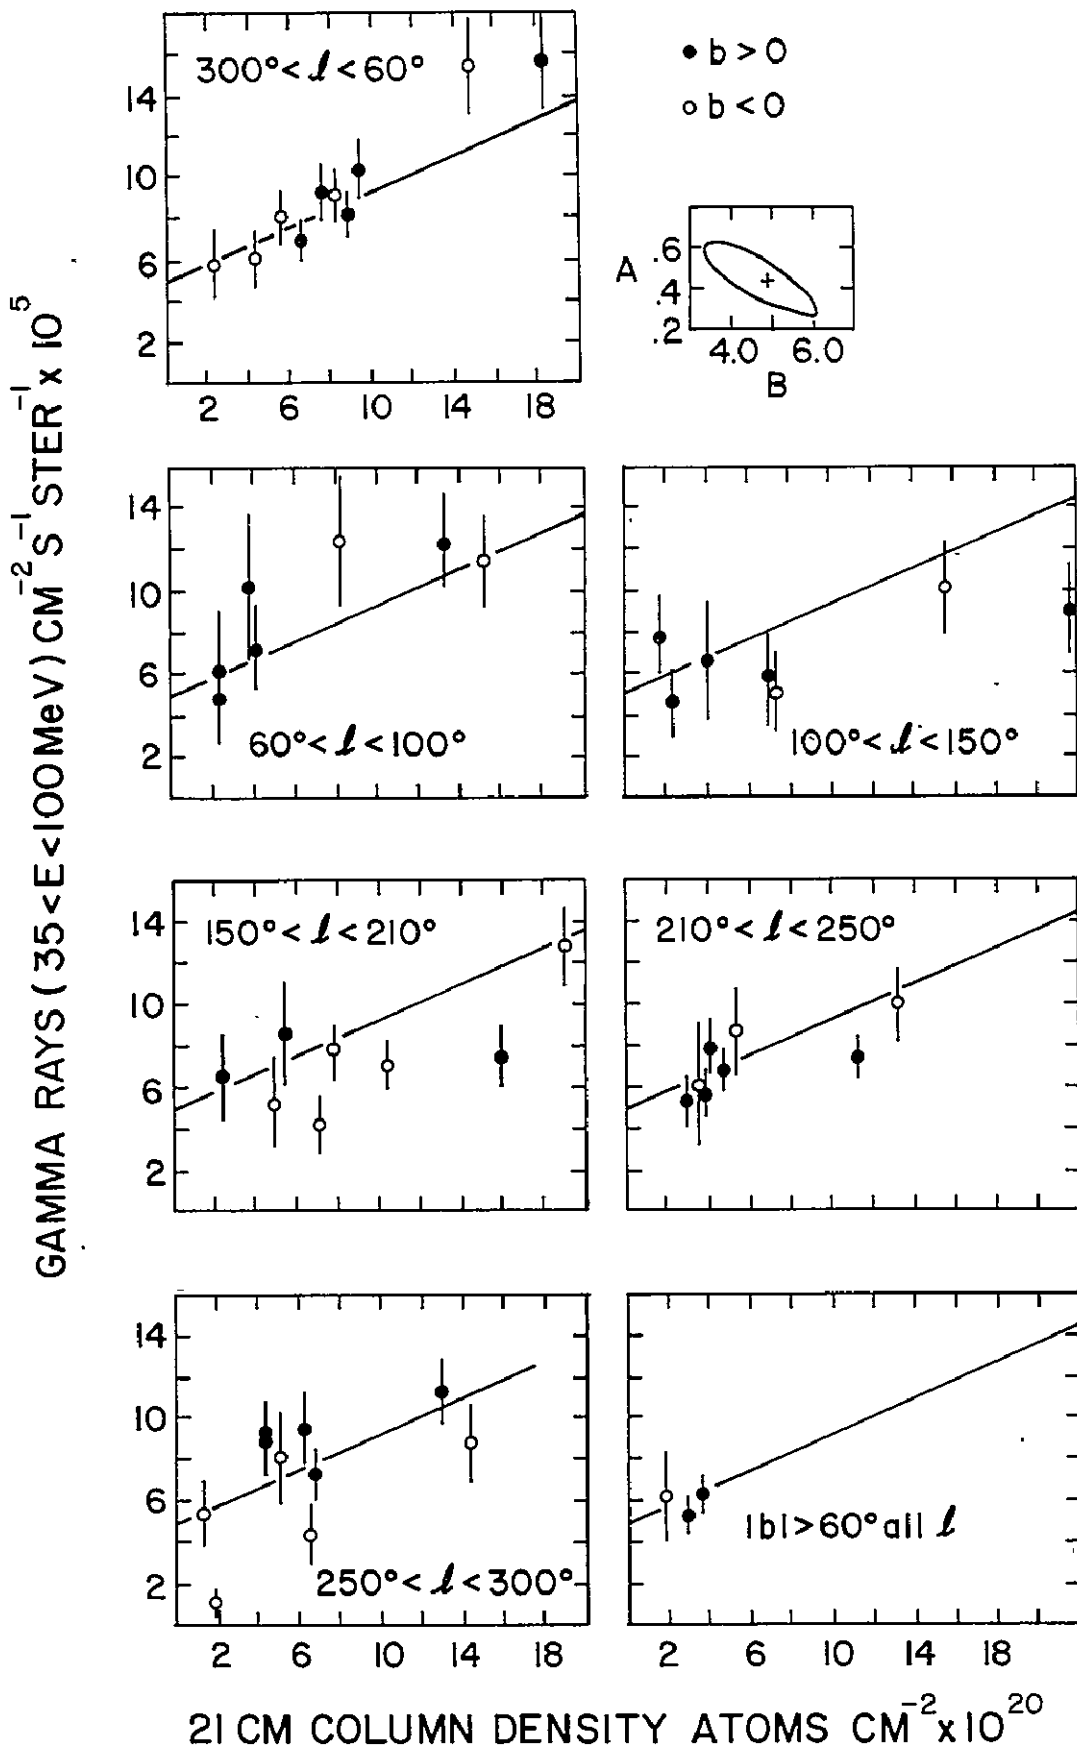 GAMMA RAYS (35<E<100MeV) CM⁻² S⁻¹ STER⁻¹ x 10⁵
300°< ℓ <60°
14
10
6
2
2 6 10 14 18
● b > 0
○ b < 0
A
.6
.4
.2
4.0 6.0
B
14
10
6
2
60°< ℓ <100°
100°< ℓ <150°
14
10
6
2
150°< ℓ <210°
210°< ℓ <250°
14
10
6
2
250°< ℓ <300°
|b|>60° all ℓ
2 6 10 14 18
2 6 10 14 18
21 CM COLUMN DENSITY ATOMS CM⁻² x 10²⁰